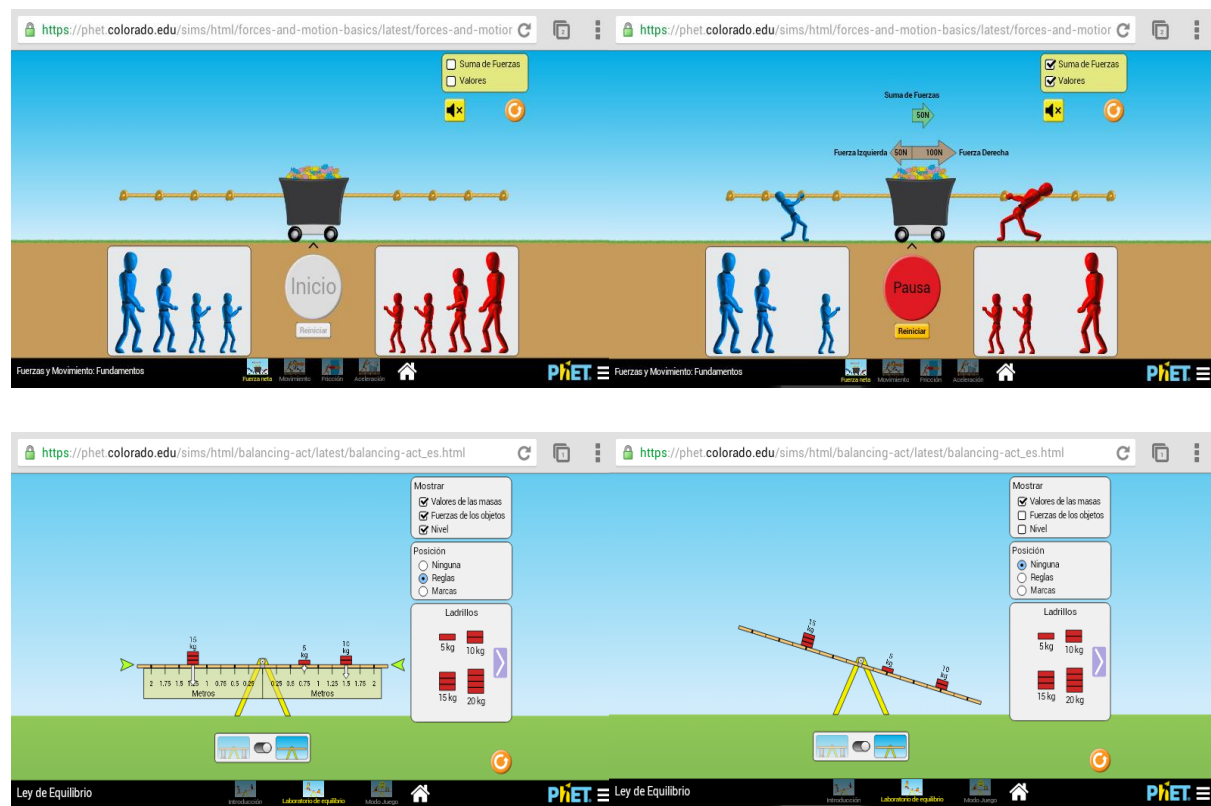 https://phet.colorado.edu/sims/html/forces-and-motion-basics/latest/forces-and-motior
2
Suma de Fuerzas
Valores
Inicio
Reiniciar
Fuerzas y Movimiento: Fundamentos
Fuerza neta Movimiento Fricción Aceleración
PhET
https://phet.colorado.edu/sims/html/forces-and-motion-basics/latest/forces-and-motior
2
Suma de Fuerzas
Valores
Suma de Fuerzas
50N
Fuerza Izquierda 50N 100N Fuerza Derecha
Pausa
Reiniciar
Fuerzas y Movimiento: Fundamentos
Fuerza neta Movimiento Fricción Aceleración
PhET
https://phet.colorado.edu/sims/html/balancing-act/latest/balancing-act_es.html
1
Mostrar
Valores de las masas
Fuerzas de los objetos
Nivel
Posición
Ninguna
Reglas
Marcas
Ladrillos
5 kg 10 kg
15 kg 20 kg
15 kg
5 kg
10 kg
2 1,75 1.5 1 0.75 0.5 0.25 0.25 0.75 1 1,25 1.5 1.75 2
Metros Metros
Ley de Equilibrio
Introducción Laboratorio de equilibrio Modo Juego
PhET
https://phet.colorado.edu/sims/html/balancing-act/latest/balancing-act_es.html
1
Mostrar
Valores de las masas
Fuerzas de los objetos
Nivel
Posición
Ninguna
Reglas
Marcas
Ladrillos
5 kg 10 kg
15 kg 20 kg
15 kg
5 kg
10 kg
Ley de Equilibrio
Introducción Laboratorio de equilibrio Modo Juego
PhET